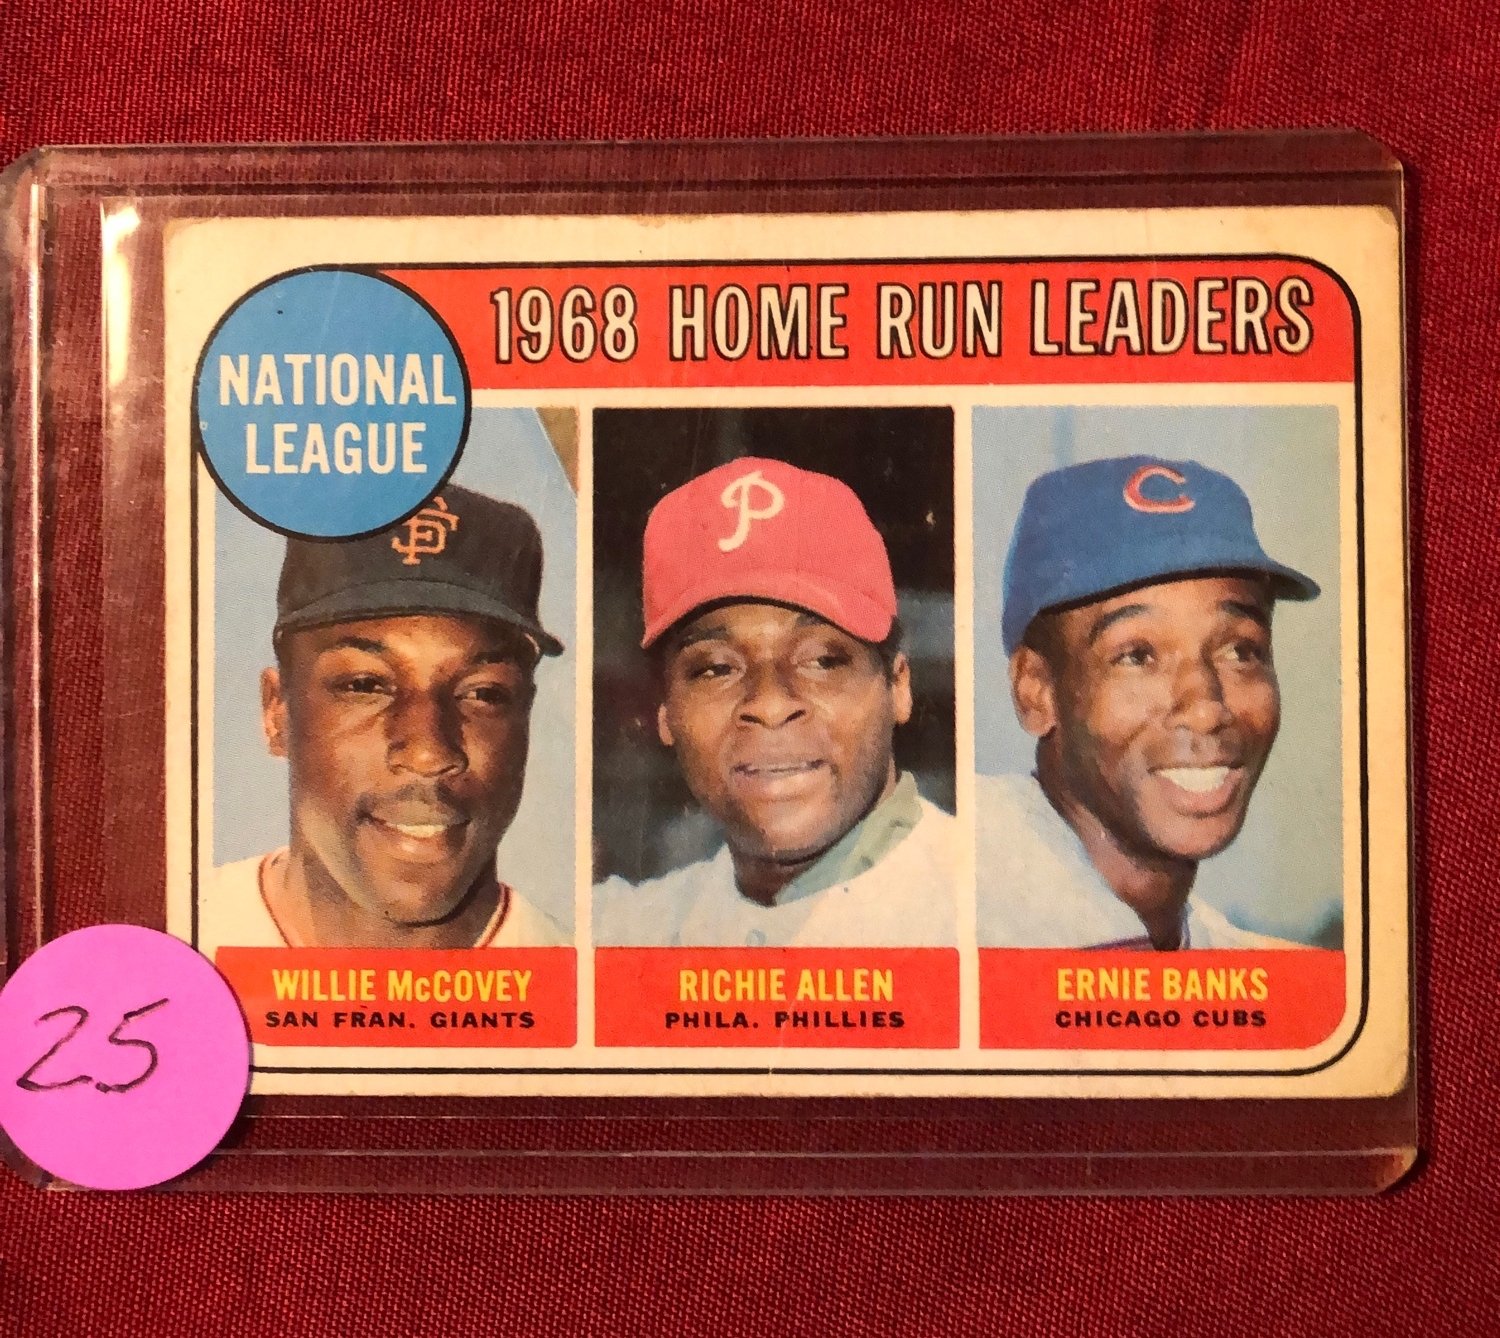 1968 HOME RUN LEADERS
NATIONAL
LEAGUE
SF
P
C
WILLIE McCOVEY
SAN FRAN. GIANTS
RICHIE ALLEN
PHILA. PHILLIES
ERNIE BANKS
CHICAGO CUBS
25